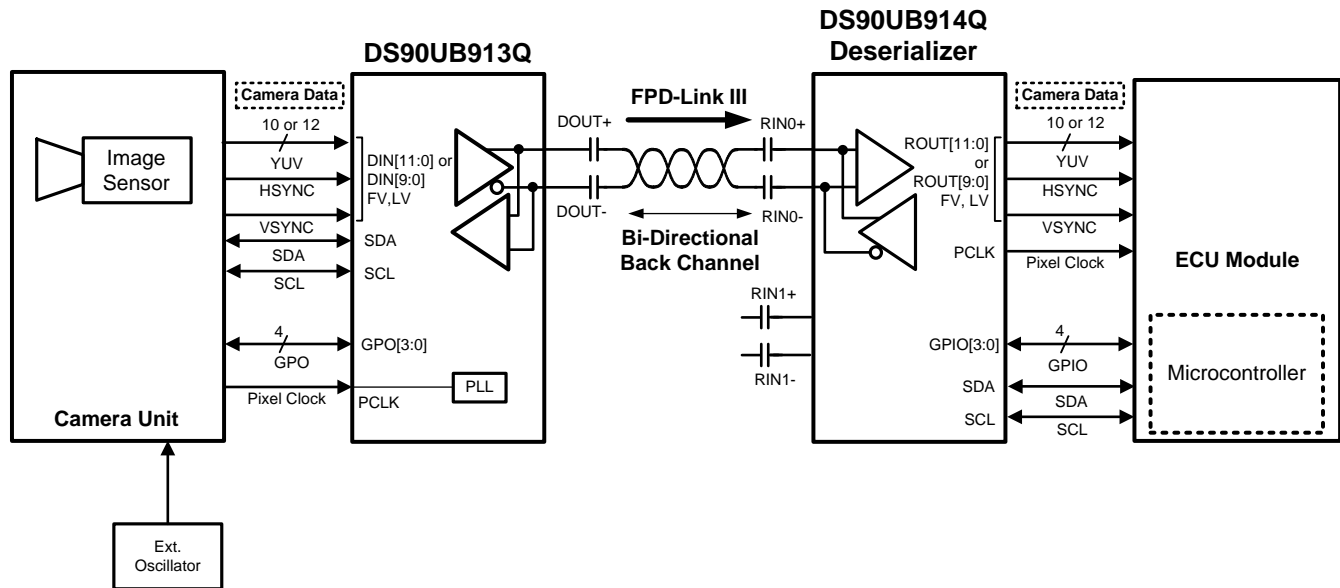 DS90UB913Q
DS90UB914Q
Deserializer
Camera Data
FPD-Link III
Camera Data
Image
Sensor
10 or 12
YUV
HSYNC
VSYNC
SDA
SCL
4
GPO
Pixel Clock
Camera Unit
Ext.
Oscillator
DIN[11:0] or
DIN[9:0]
FV,LV
SDA
SCL
GPO[3:0]
PCLK
PLL
DOUT+
DOUT-
Bi-Directional
Back Channel
RIN0+
RIN0-
RIN1+
RIN1-
ROUT[11:0]
or
ROUT[9:0]
FV, LV
PCLK
GPIO[3:0]
SDA
SCL
10 or 12
YUV
HSYNC
VSYNC
Pixel Clock
4
GPIO
SDA
SCL
ECU Module
Microcontroller